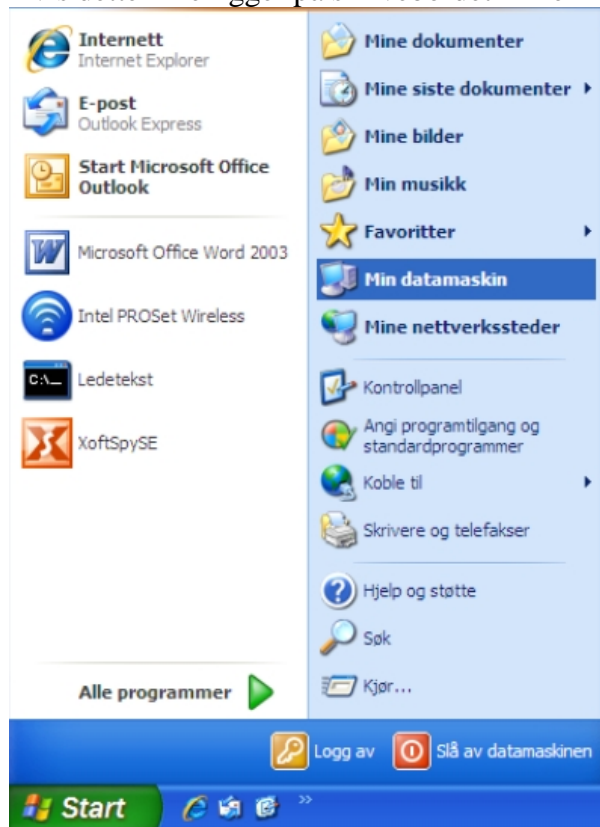 Internett
Internet Explorer
E-post
Outlook Express
Start Microsoft Office
Outlook
Microsoft Office Word 2003
Intel PROSet Wireless
C:\_
Ledetekst
XoftSpySE
Alle programmer
Mine dokumenter
Mine siste dokumenter
Mine bilder
Min musikk
Favoritter
Min datamaskin
Mine nettverkssteder
Kontrollpanel
Angi programtilgang og
standardprogrammer
Koble til
Skrivere og telefakser
Hjelp og støtte
Søk
Kjør...
Logg av
Slå av datamaskinen
Start